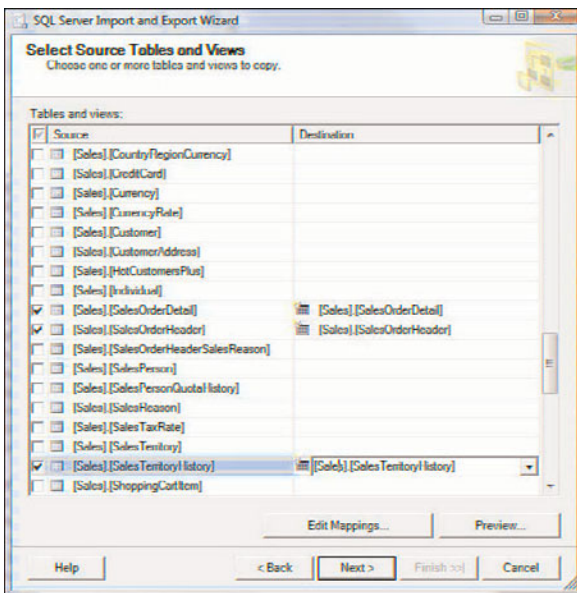 SQL Server Import and Export Wizard
Select Source Tables and Views
Choose one or more tables and views to copy.
Tables and views:
Source Destination
[Sales].[CountryRegionCurrency]
[Sales].[CreditCard]
[Sales].[Currency]
[Sales].[CurrencyRate]
[Sales].[Customer]
[Sales].[CustomerAddress]
[Sales].[HotCustomersPlus]
[Sales].[Individual]
[Sales].[SalesOrderDetail] [Sales].[SalesOrderDetail]
[Sales].[SalesOrderHeader] [Sales].[SalesOrderHeader]
[Sales].[SalesOrderHeaderSalesReason]
[Sales].[SalesPerson]
[Sales].[SalesPersonQuotaHistory]
[Sales].[SalesReason]
[Sales].[SalesTaxRate]
[Sales].[SalesTerritory]
[Sales].[SalesTerritoryHistory] [Sales].[SalesTerritoryHistory]
[Sales].[ShoppingCartItem]
Edit Mappings... Preview...
Help < Back Next > Finish >>| Cancel